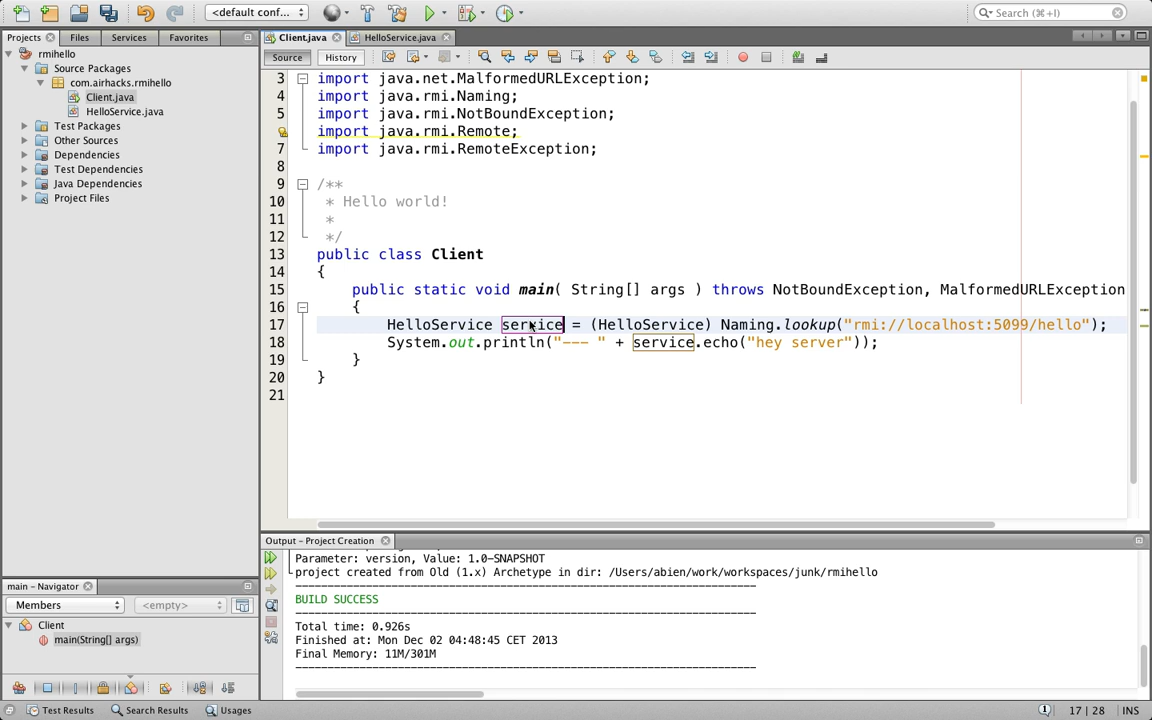 <default conf...
Search (⌘+I)
Projects
Files
Services
Favorites
Client.java
HelloService.java
rmihello
Source Packages
com.airhacks.rmihello
Client.java
HelloService.java
Test Packages
Other Sources
Dependencies
Test Dependencies
Java Dependencies
Project Files
Source
History
3 import java.net.MalformedURLException;
4 import java.rmi.Naming;
5 import java.rmi.NotBoundException;
import java.rmi.Remote;
7 import java.rmi.RemoteException;
8
9 /**
10 * Hello world!
11 *
12 */
13 public class Client
14 {
15 public static void main( String[] args ) throws NotBoundException, MalformedURLException
16 {
17 HelloService service = (HelloService) Naming.lookup("rmi://localhost:5099/hello");
18 System.out.println("--- " + service.echo("hey server"));
19 }
20 }
21
Output - Project Creation
Parameter: version, Value: 1.0-SNAPSHOT
project created from Old (1.x) Archetype in dir: /Users/abien/work/workspaces/junk/rmihello
------------------------------------------------------------------------
BUILD SUCCESS
------------------------------------------------------------------------
Total time: 0.926s
Finished at: Mon Dec 02 04:48:45 CET 2013
Final Memory: 11M/301M
------------------------------------------------------------------------
main - Navigator
Members
<empty>
Client
main(String[] args)
Test Results
Search Results
Usages
17 | 28
INS